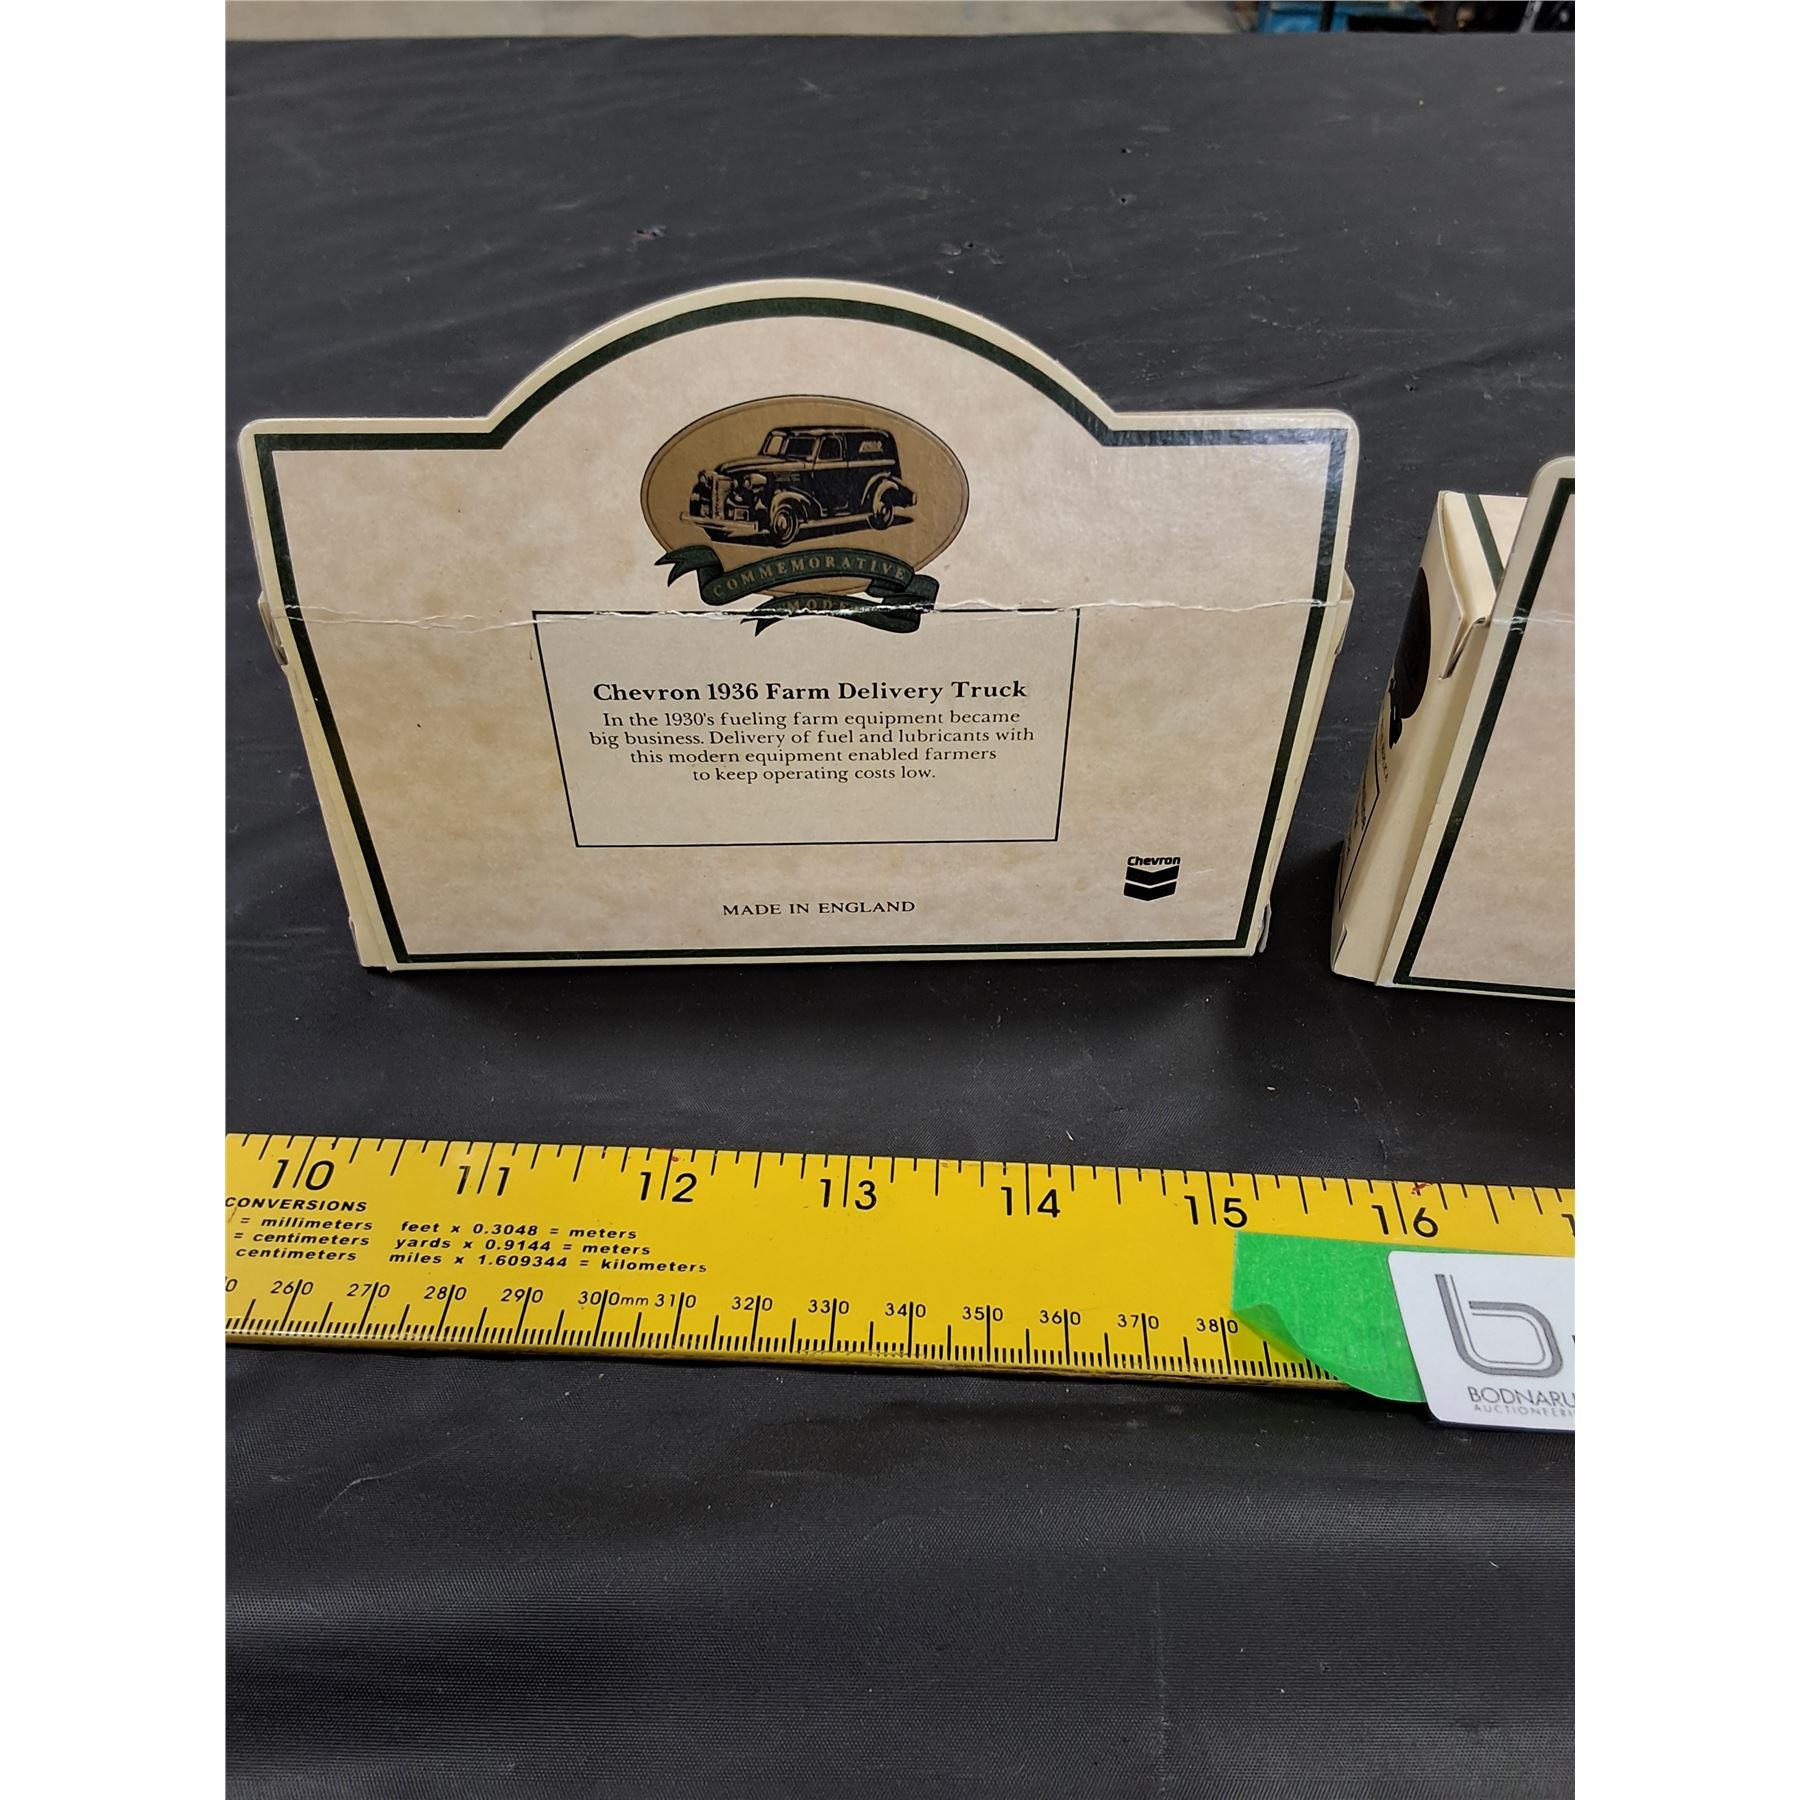 COMMEMORATIVE
MODEL
Chevron 1936 Farm Delivery Truck
In the 1930's fueling farm equipment became
big business. Delivery of fuel and lubricants with
this modern equipment enabled farmers
to keep operating costs low.
Chevron
MADE IN ENGLAND
10 11 12 13 14 15 16
CONVERSIONS
= millimeters feet x 0.3048 = meters
= centimeters yards x 0.9144 = meters
centimeters miles x 1.609344 = kilometers
260 270 280 290 300mm 310 320 330 340 350 360 370 380
b
BODNARU
AUCTIONEERI